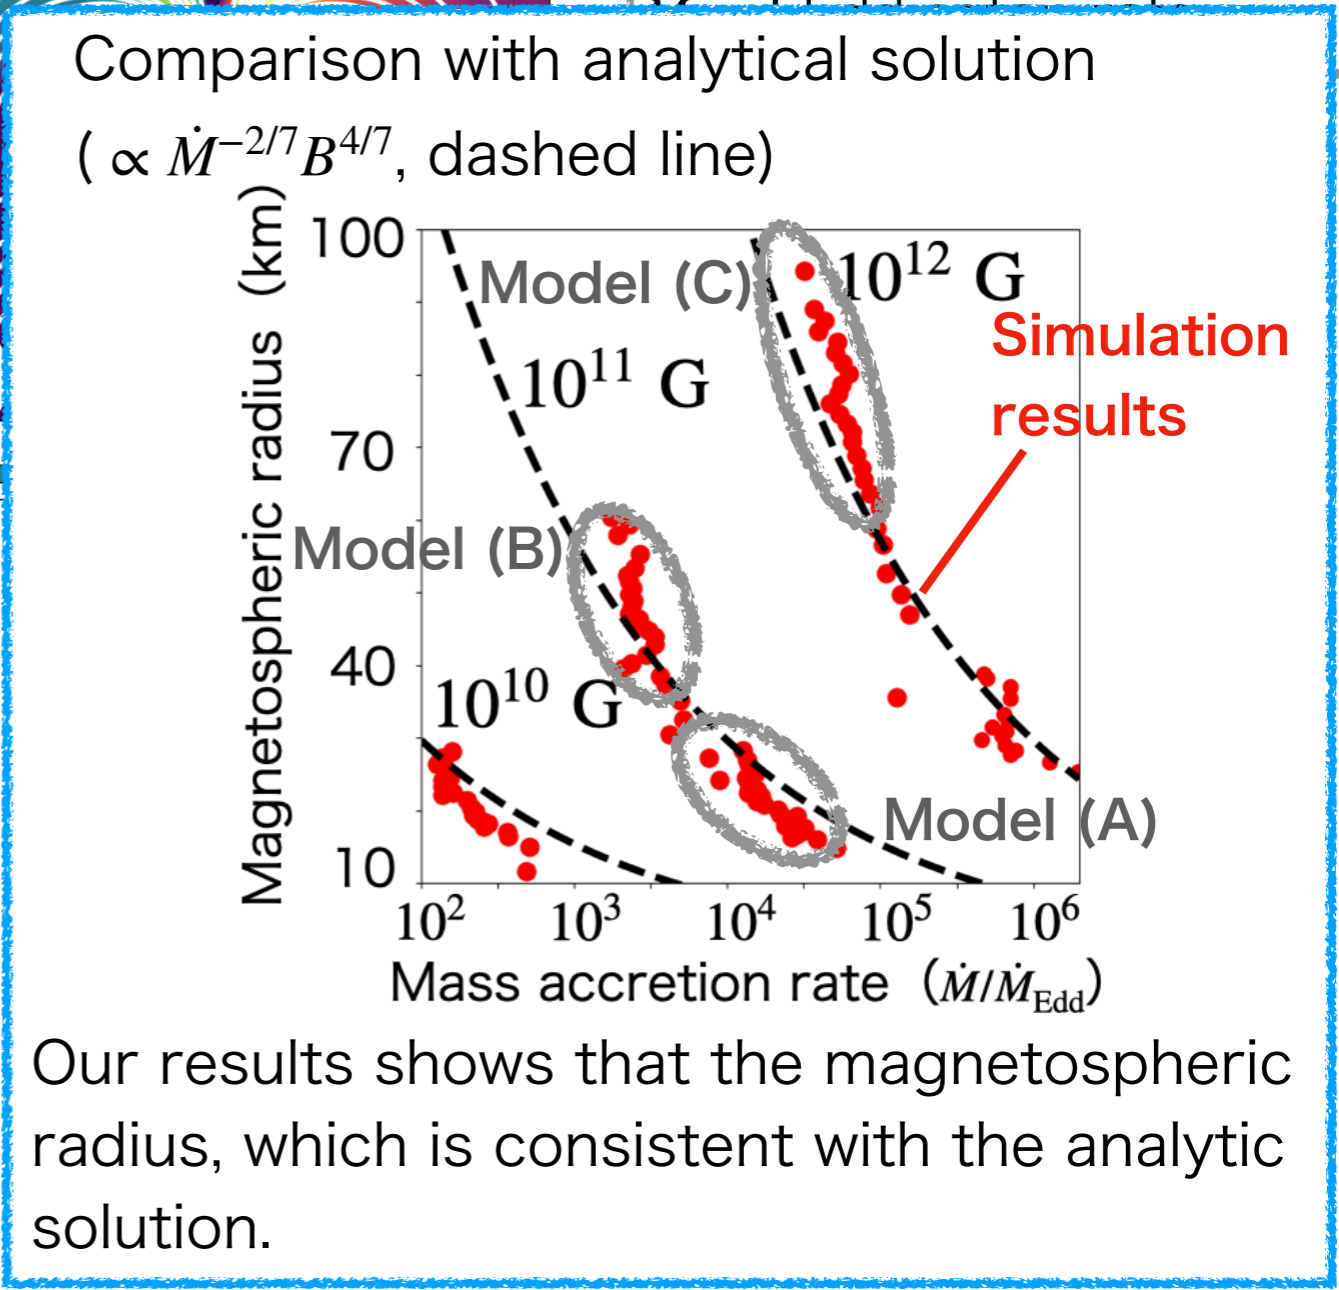 Comparison with analytical solution
( ∝ Ṁ^{-2/7} B^{4/7}, dashed line)
Magnetospheric radius (km)
100
70
40
10
Model (C)
10^{12} G
10^{11} G
Simulation
results
Model (B)
10^{10} G
Model (A)
10^2 10^3 10^4 10^5 10^6
Mass accretion rate (Ṁ/Ṁ_{Edd})
Our results shows that the magnetospheric
radius, which is consistent with the analytic
solution.